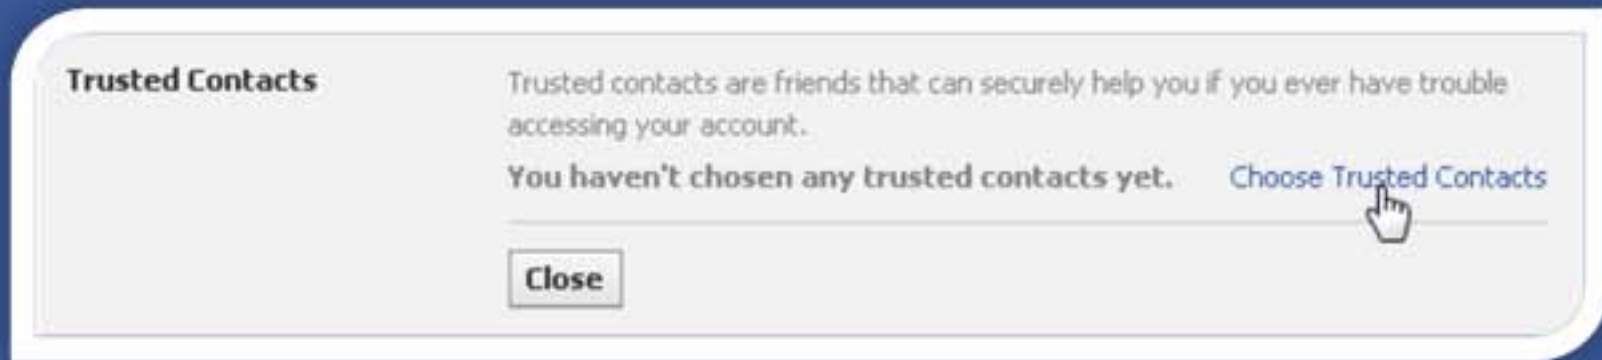 Trusted Contacts
Trusted contacts are friends that can securely help you if you ever have trouble
accessing your account.
You haven't chosen any trusted contacts yet. Choose Trusted Contacts
Close